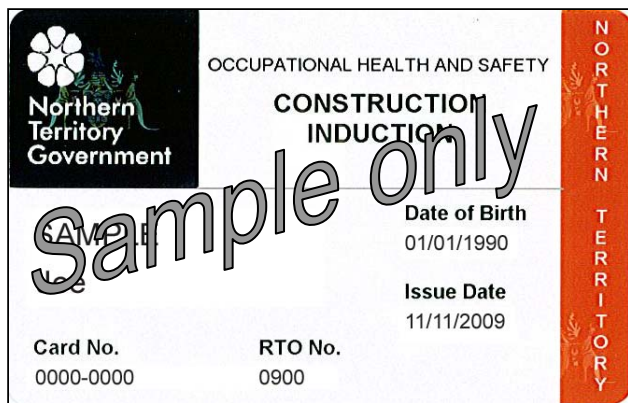 Northern
Territory
Government
OCCUPATIONAL HEALTH AND SAFETY
CONSTRUCTION
INDUCTION
Sample only
SAMPLE
Date of Birth
01/01/1990
Issue Date
11/11/2009
Card No.
0000-0000
RTO No.
0900
NORTHERN TERRITORY